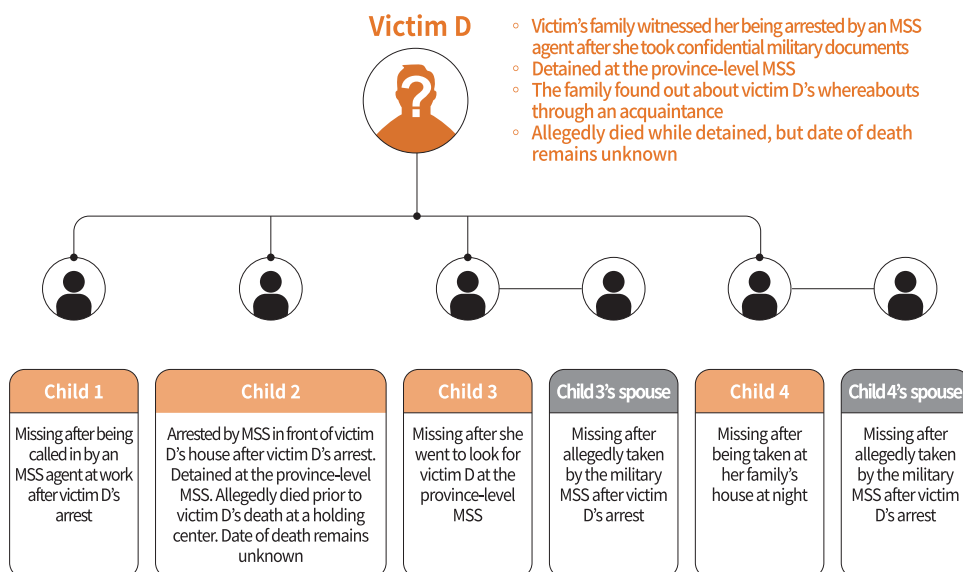 Victim D
?
◦ Victim's family witnessed her being arrested by an MSS
agent after she took confidential military documents
◦ Detained at the province-level MSS
◦ The family found out about victim D's whereabouts
through an acquaintance
◦ Allegedly died while detained, but date of death
remains unknown
Child 1
Missing after being
called in by an
MSS agent at work
after victim D's
arrest
Child 2
Arrested by MSS in front of victim
D's house after victim D's arrest.
Detained at the province-level
MSS. Allegedly died prior to
victim D's death at a holding
center. Date of death remains
unknown
Child 3
Missing after she
went to look for
victim D at the
province-level
MSS
Child 3's spouse
Missing after
allegedly taken
by the military
MSS after victim
D's arrest
Child 4
Missing after
being taken at
her family's
house at night
Child 4's spouse
Missing after
allegedly taken
by the military
MSS after victim
D's arrest